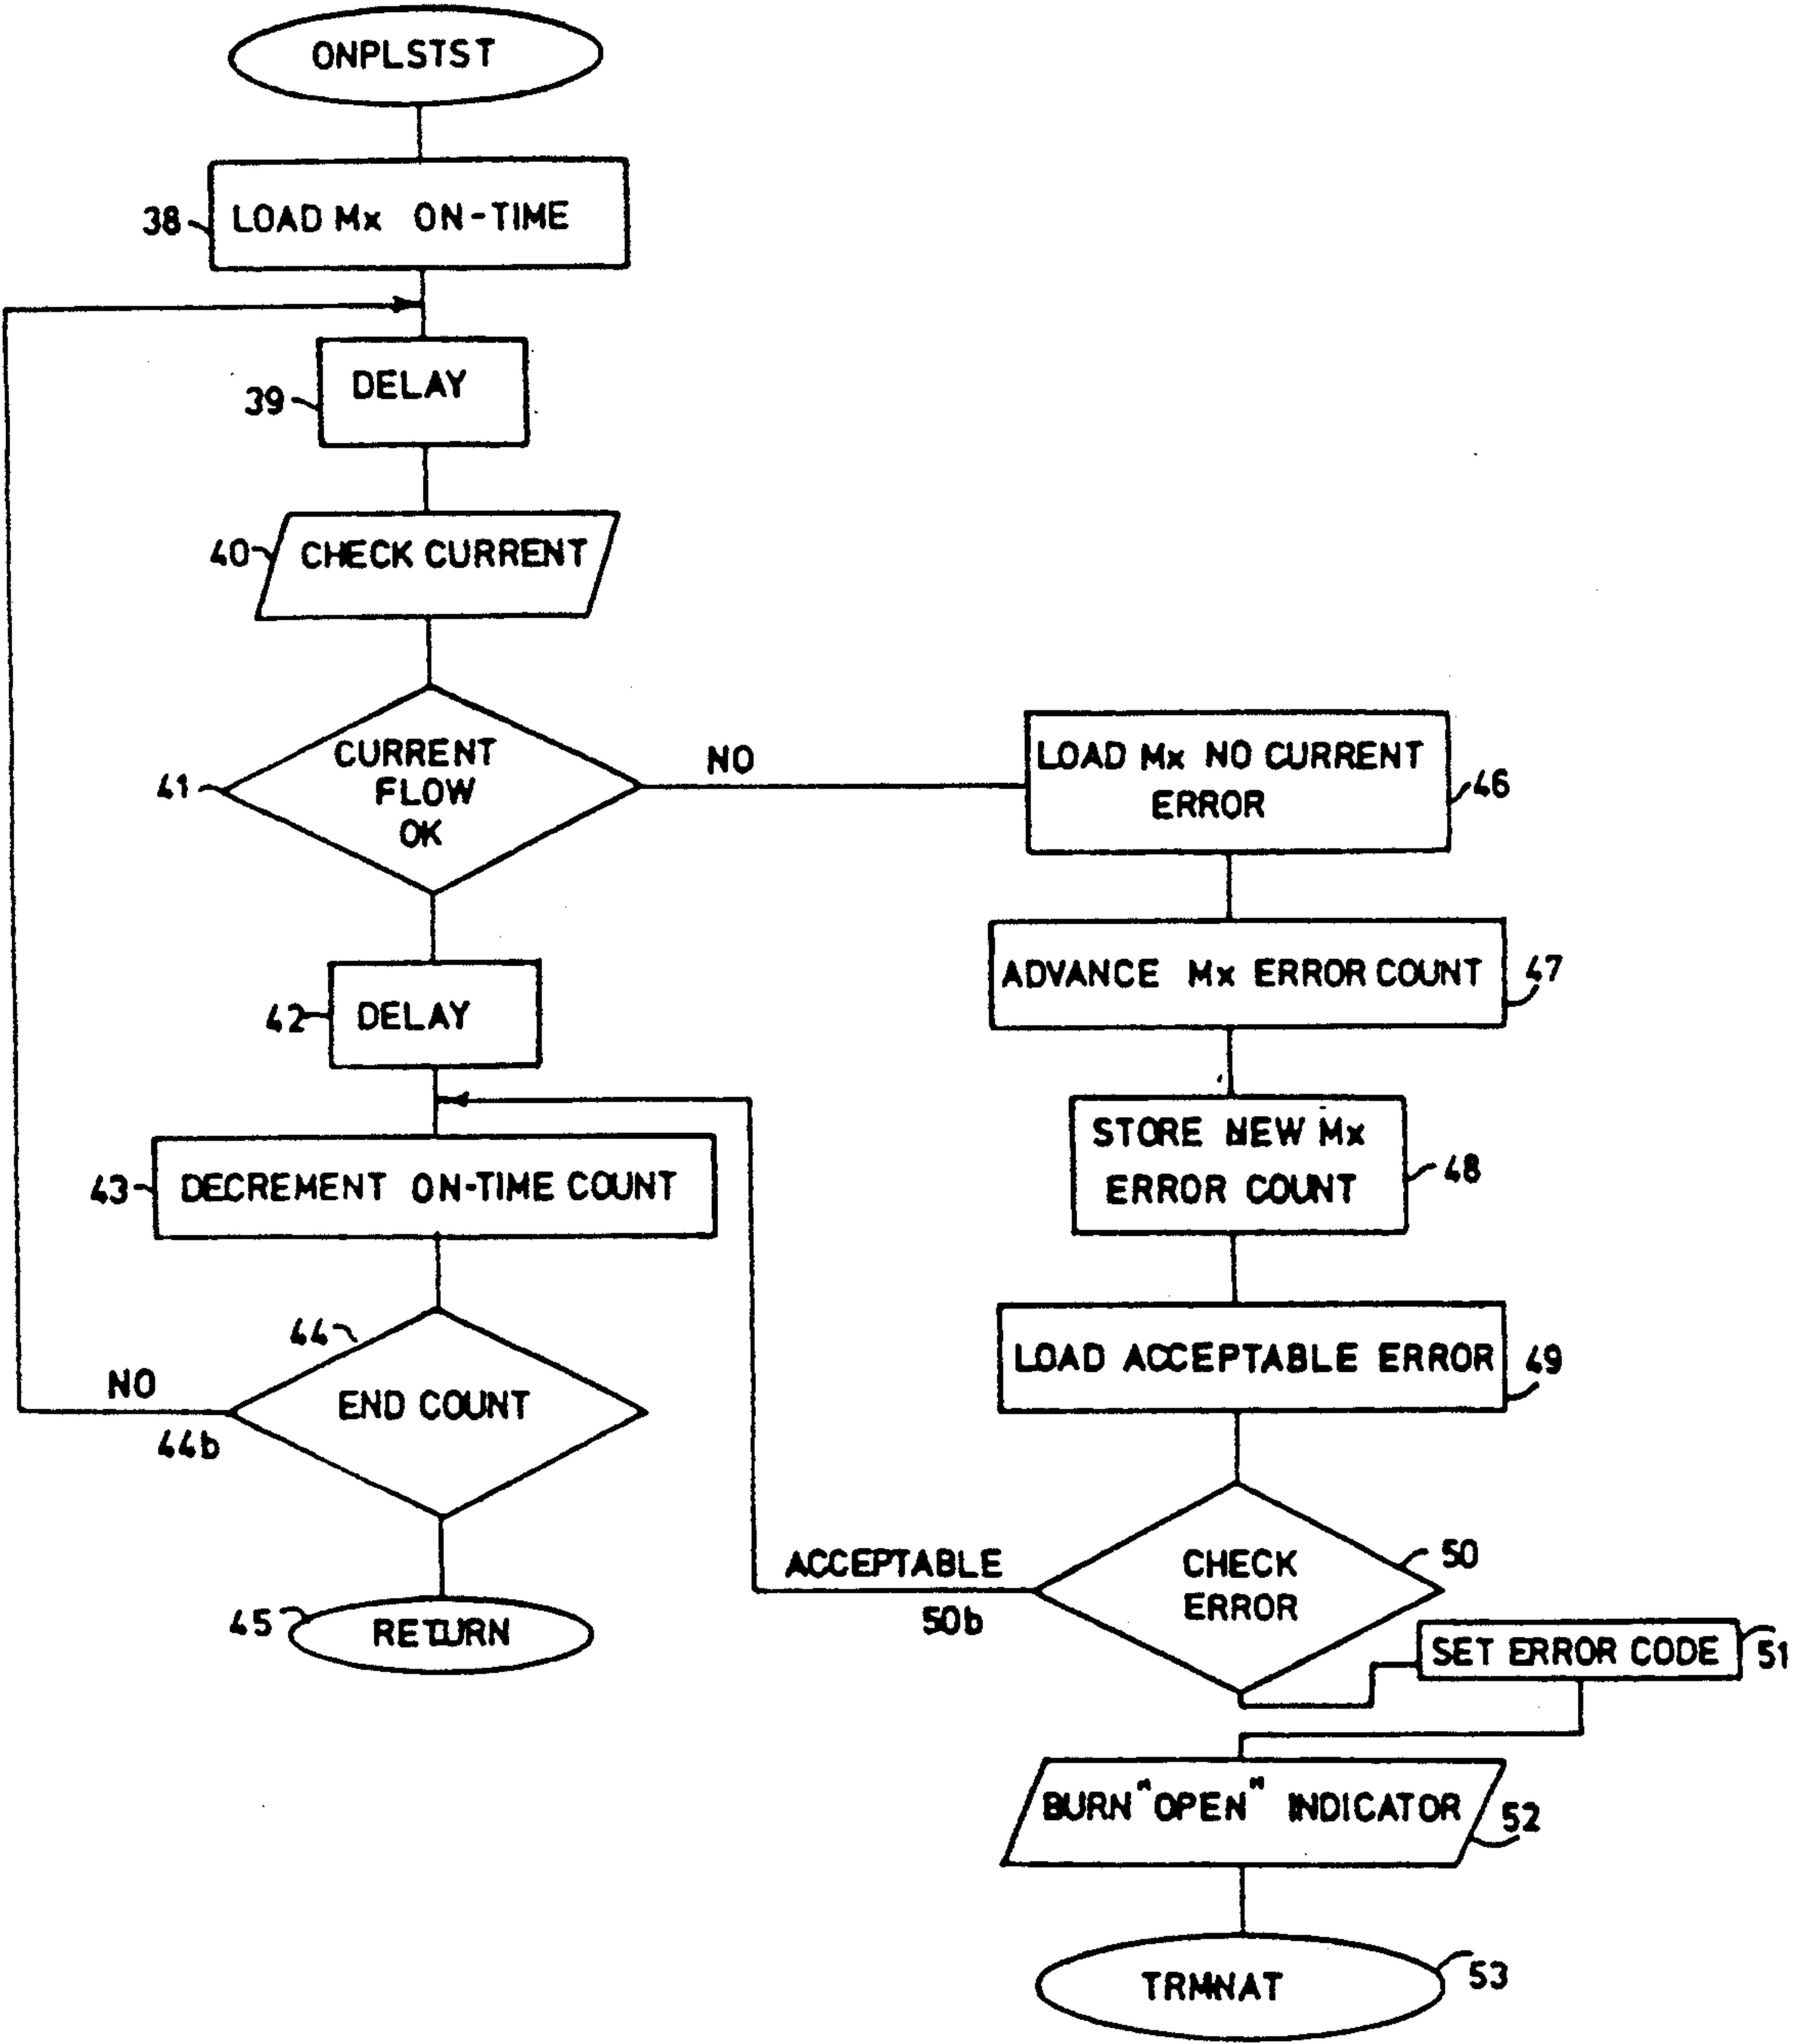 ONPLSTST
38
LOAD Mx ON-TIME
39
DELAY
40
CHECK CURRENT
41
CURRENT
FLOW
OK
NO
LOAD Mx NO CURRENT
ERROR
46
ADVANCE Mx ERROR COUNT
47
42
DELAY
STORE NEW Mx
ERROR COUNT
48
43
DECREMENT ON-TIME COUNT
LOAD ACCEPTABLE ERROR
49
44
END COUNT
NO
44b
CHECK
ERROR
50
ACCEPTABLE
50b
45
RETURN
SET ERROR CODE
51
BURN "OPEN" INDICATOR
52
TRMNAT
53